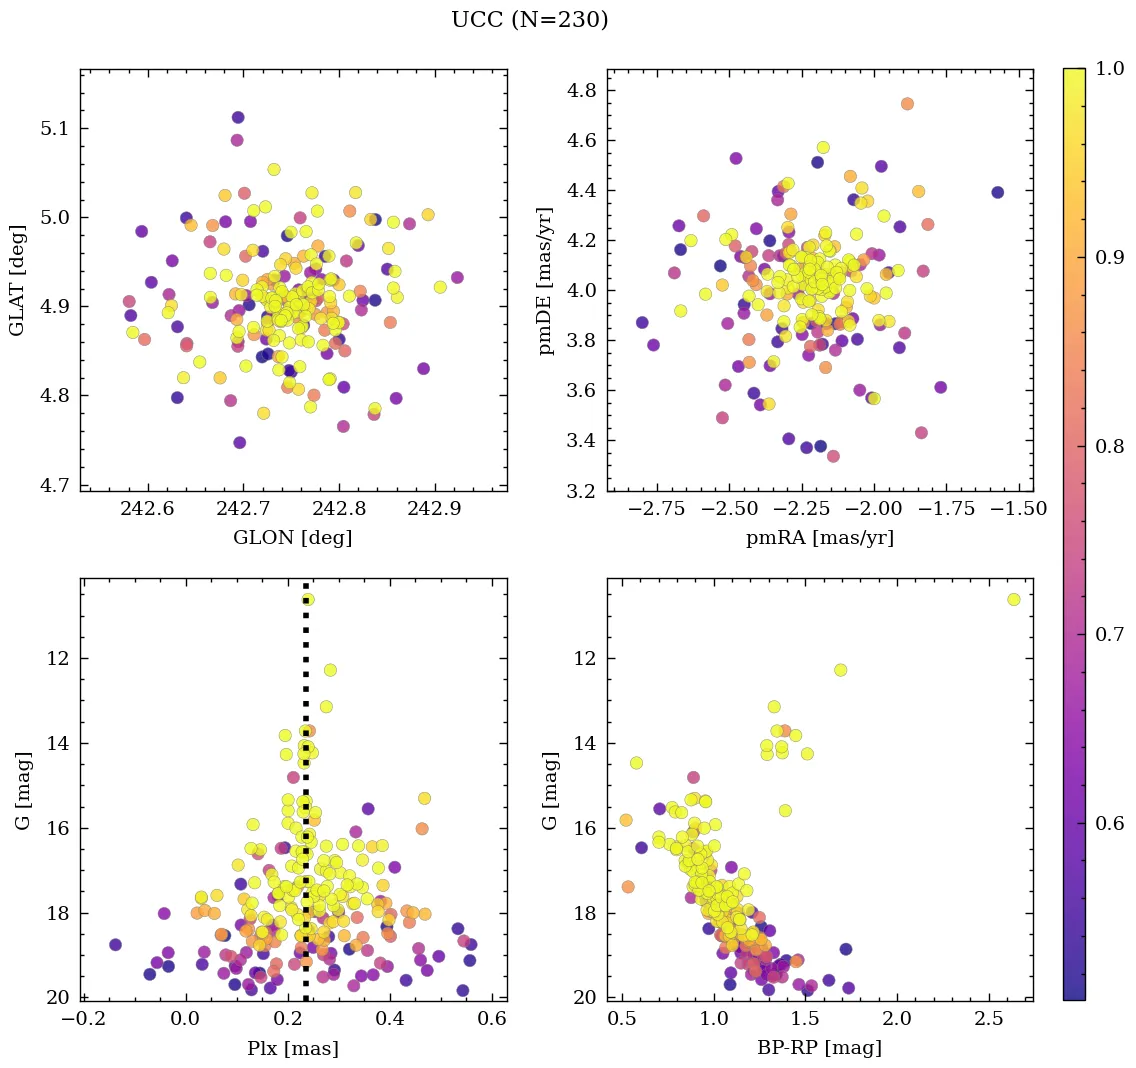 UCC (N=230)
5.1
5.0
4.9
4.8
4.7
GLAT [deg]
242.6 242.7 242.8 242.9
GLON [deg]
4.8
4.6
4.4
4.2
4.0
3.8
3.6
3.4
3.2
pmDE [mas/yr]
−2.75 −2.50 −2.25 −2.00 −1.75 −1.50
pmRA [mas/yr]
1.0
0.9
0.8
0.7
0.6
12
14
16
18
20
G [mag]
−0.2 0.0 0.2 0.4 0.6
Plx [mas]
12
14
16
18
20
G [mag]
0.5 1.0 1.5 2.0 2.5
BP-RP [mag]